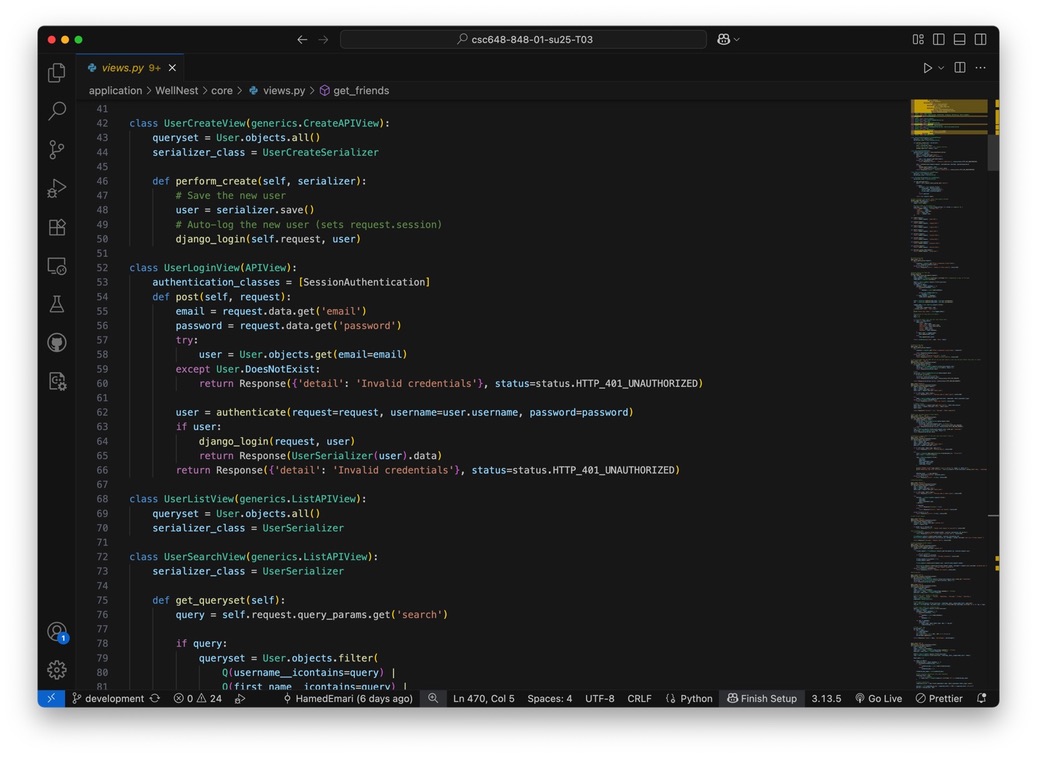 csc648-848-01-su25-T03
views.py 9+
application > WellNest > core > views.py > get_friends
41
42 class UserCreateView(generics.CreateAPIView):
43     queryset = User.objects.all()
44     serializer_class = UserCreateSerializer
45
46     def perform_create(self, serializer):
47         # Save the new user
48         user = serializer.save()
49         # Auto-log the new user (sets request.session)
50         django_login(self.request, user)
51
52 class UserLoginView(APIView):
53     authentication_classes = [SessionAuthentication]
54     def post(self, request):
55         email = request.data.get('email')
56         password = request.data.get('password')
57         try:
58             user = User.objects.get(email=email)
59         except User.DoesNotExist:
60             return Response({'detail': 'Invalid credentials'}, status=status.HTTP_401_UNAUTHORIZED)
61
62         user = authenticate(request=request, username=user.username, password=password)
63         if user:
64             django_login(request, user)
65             return Response(UserSerializer(user).data)
66         return Response({'detail': 'Invalid credentials'}, status=status.HTTP_401_UNAUTHORIZED)
67
68 class UserListView(generics.ListAPIView):
69     queryset = User.objects.all()
70     serializer_class = UserSerializer
71
72 class UserSearchView(generics.ListAPIView):
73     serializer_class = UserSerializer
74
75     def get_queryset(self):
76         query = self.request.query_params.get('search')
77
78         if query:
79             queryset = User.objects.filter(
80                 Q(username__icontains=query) |
81                 Q(first_name__icontains=query) |
1
development 0 24 HamedEmari (6 days ago) Ln 470, Col 5 Spaces: 4 UTF-8 CRLF Python Finish Setup 3.13.5 Go Live Prettier